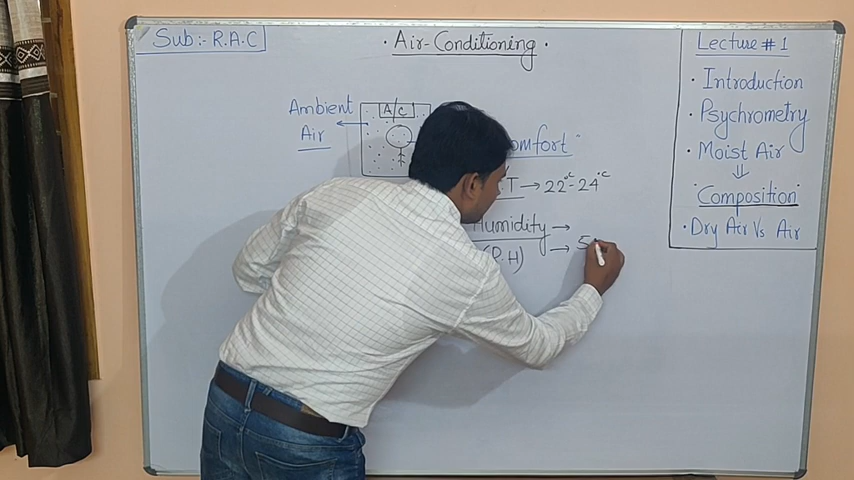 Sub:- R.A.C
· Air-Conditioning ·
Lecture # 1
· Introduction
· Psychrometry
· Moist Air
⇓
"Composition"
· Dry Air Vs Air
Ambient
Air
A/C
omfort
T → 22°C - 24°C
Humidity →
(R.H) → 5